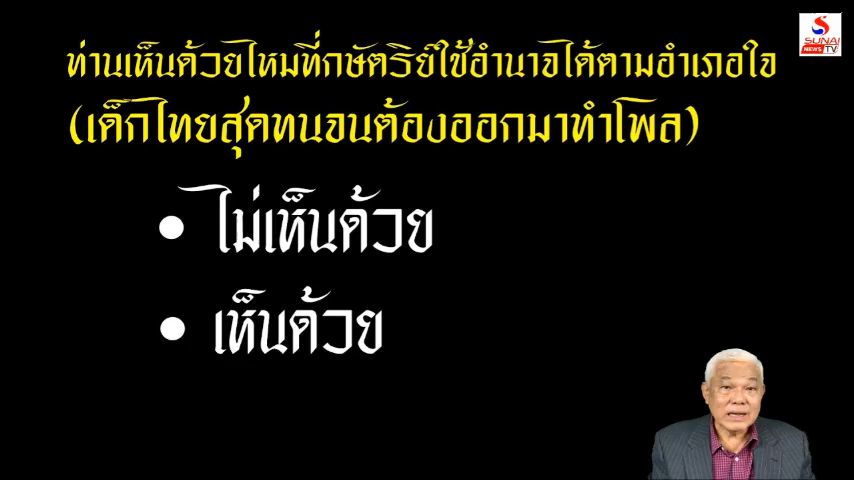 ท่านเห็นด้วยไหมที่กษัตริย์ใช้อำนาจได้ตามอำเภอใจ
(เด็กไทยสุดทนจนต้องออกมาทำโพล)
• ไม่เห็นด้วย
• เห็นด้วย
SUNAI
NEWS TV